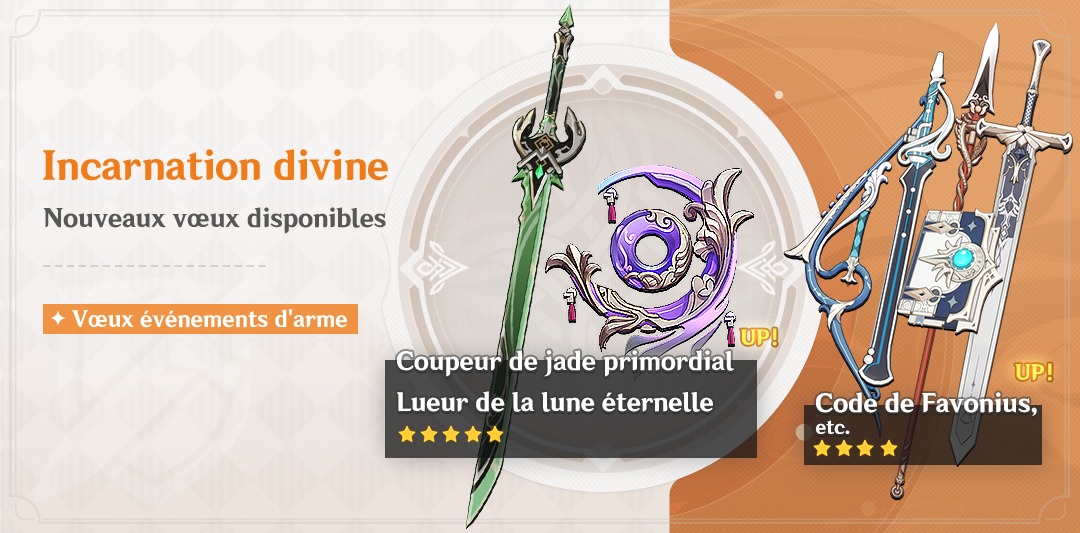 Incarnation divine
Nouveaux vœux disponibles
✦ Vœux événements d'arme
UP!
Coupeur de jade primordial
Lueur de la lune éternelle
★★★★★
UP!
Code de Favonius,
etc.
★★★★